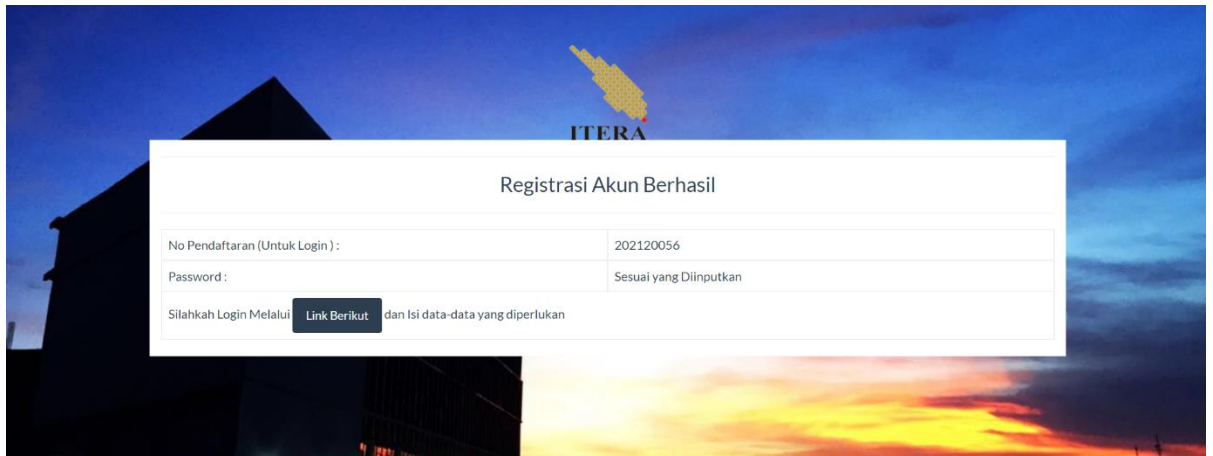 ITERA
Registrasi Akun Berhasil
No Pendaftaran (Untuk Login ) : 202120056
Password : Sesuai yang Diinputkan
Silahkah Login Melalui Link Berikut dan Isi data-data yang diperlukan